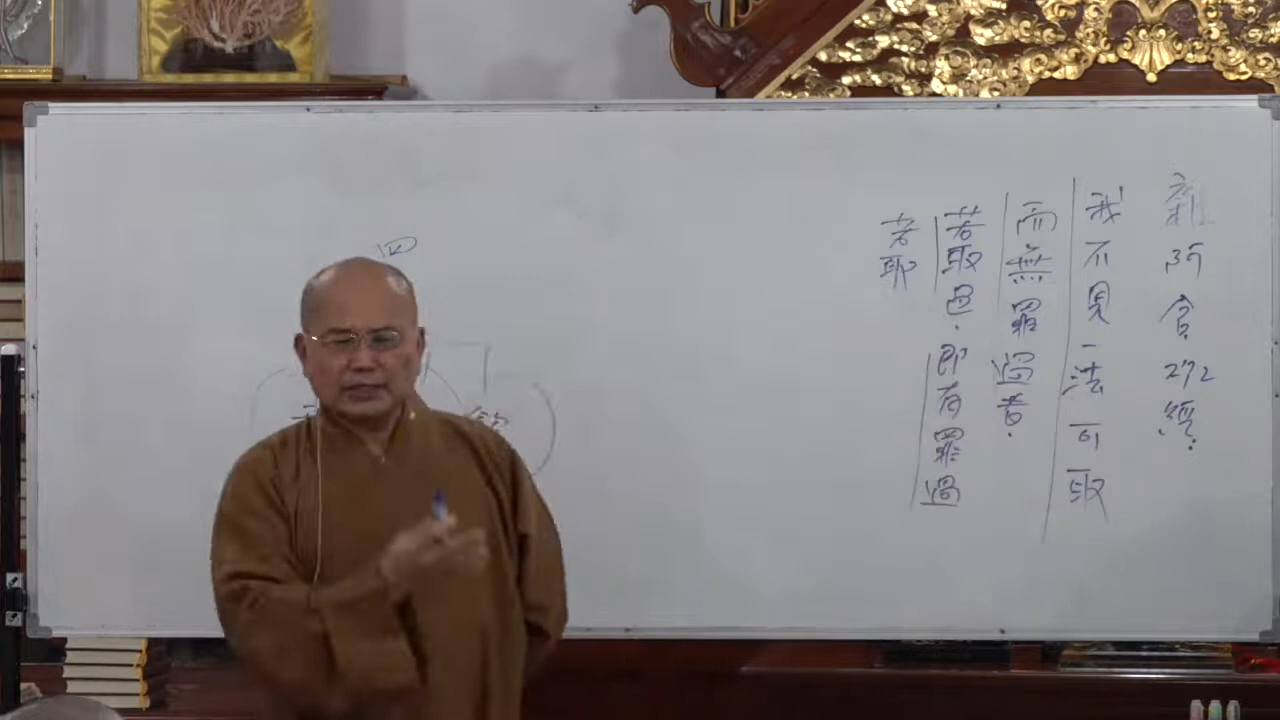 雜阿含272經.
我不見一法可取
而無罪過者.
若取色.即有罪過
若取
四